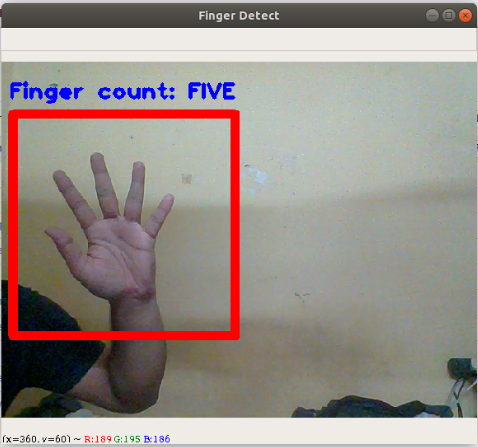 Finger Detect
Finger count: FIVE
(x=360, y=60) ~ R:189 G:195 B:186